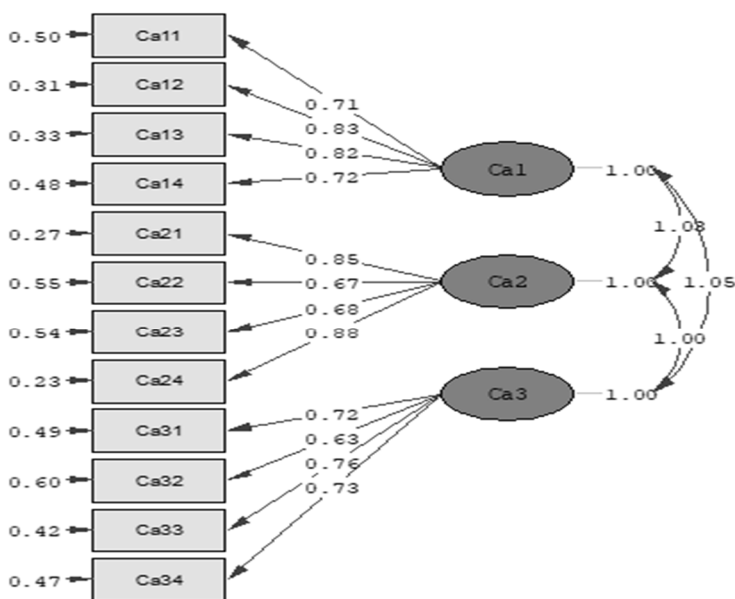 0.50 Ca11
0.71
0.31 Ca12
0.83
0.33 Ca13
0.82
0.48 Ca14
0.72
Ca1 1.00
0.27 Ca21
1.03
0.85
0.55 Ca22
0.67
Ca2 1.00 1.05
0.54 Ca23
0.68
0.23 Ca24
0.88
1.00
Ca3 1.00
0.49 Ca31
0.72
0.60 Ca32
0.63
0.76
0.42 Ca33
0.73
0.47 Ca34